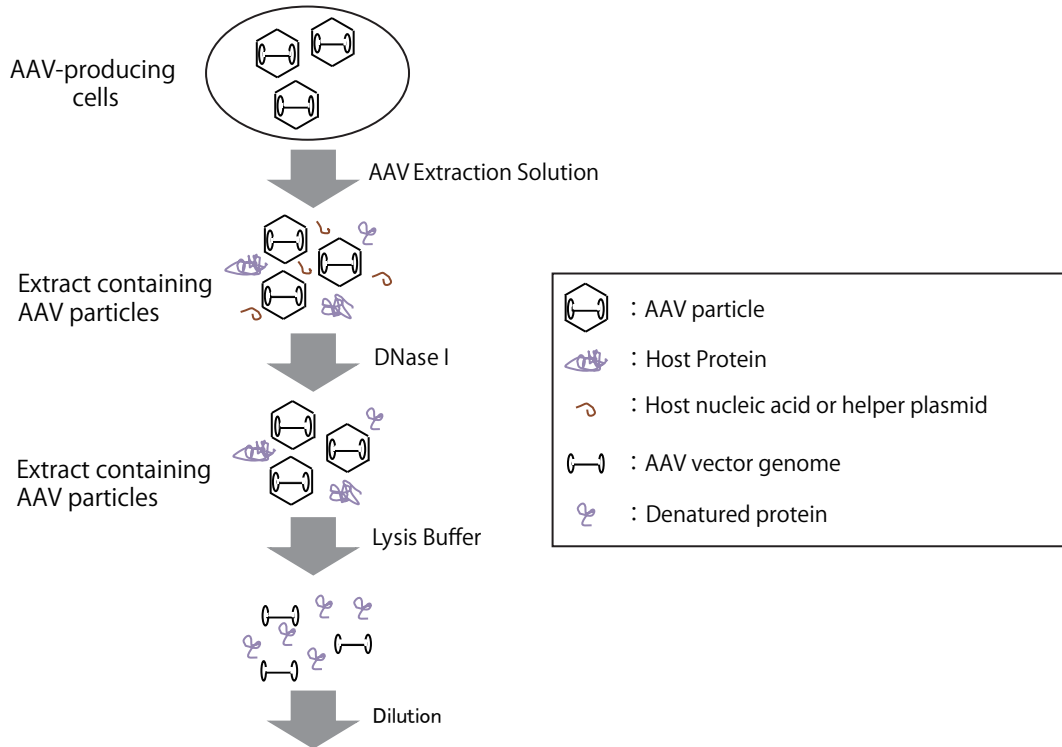 AAV-producing
cells
AAV Extraction Solution
Extract containing
AAV particles
DNase I
Extract containing
AAV particles
Lysis Buffer
Dilution
: AAV particle
: Host Protein
: Host nucleic acid or helper plasmid
: AAV vector genome
: Denatured protein